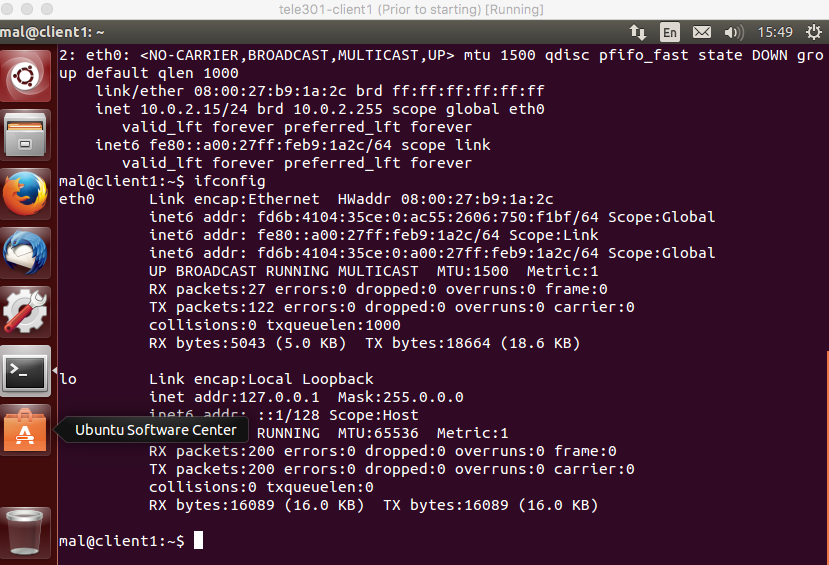 tele301-client1 (Prior to starting) [Running]
mal@client1: ~
En
15:49
2: eth0: <NO-CARRIER,BROADCAST,MULTICAST,UP> mtu 1500 qdisc pfifo_fast state DOWN gro
up default qlen 1000
link/ether 08:00:27:b9:1a:2c brd ff:ff:ff:ff:ff:ff
inet 10.0.2.15/24 brd 10.0.2.255 scope global eth0
valid_lft forever preferred_lft forever
inet6 fe80::a00:27ff:feb9:1a2c/64 scope link
valid_lft forever preferred_lft forever
mal@client1:~$ ifconfig
eth0 Link encap:Ethernet HWaddr 08:00:27:b9:1a:2c
inet6 addr: fd6b:4104:35ce:0:ac55:2606:750:f1bf/64 Scope:Global
inet6 addr: fe80::a00:27ff:feb9:1a2c/64 Scope:Link
inet6 addr: fd6b:4104:35ce:0:a00:27ff:feb9:1a2c/64 Scope:Global
UP BROADCAST RUNNING MULTICAST MTU:1500 Metric:1
RX packets:27 errors:0 dropped:0 overruns:0 frame:0
TX packets:122 errors:0 dropped:0 overruns:0 carrier:0
collisions:0 txqueuelen:1000
RX bytes:5043 (5.0 KB) TX bytes:18664 (18.6 KB)
lo Link encap:Local Loopback
inet addr:127.0.0.1 Mask:255.0.0.0
inet6 addr: ::1/128 Scope:Host
Ubuntu Software Center
RUNNING MTU:65536 Metric:1
RX packets:200 errors:0 dropped:0 overruns:0 frame:0
TX packets:200 errors:0 dropped:0 overruns:0 carrier:0
collisions:0 txqueuelen:0
RX bytes:16089 (16.0 KB) TX bytes:16089 (16.0 KB)
mal@client1:~$